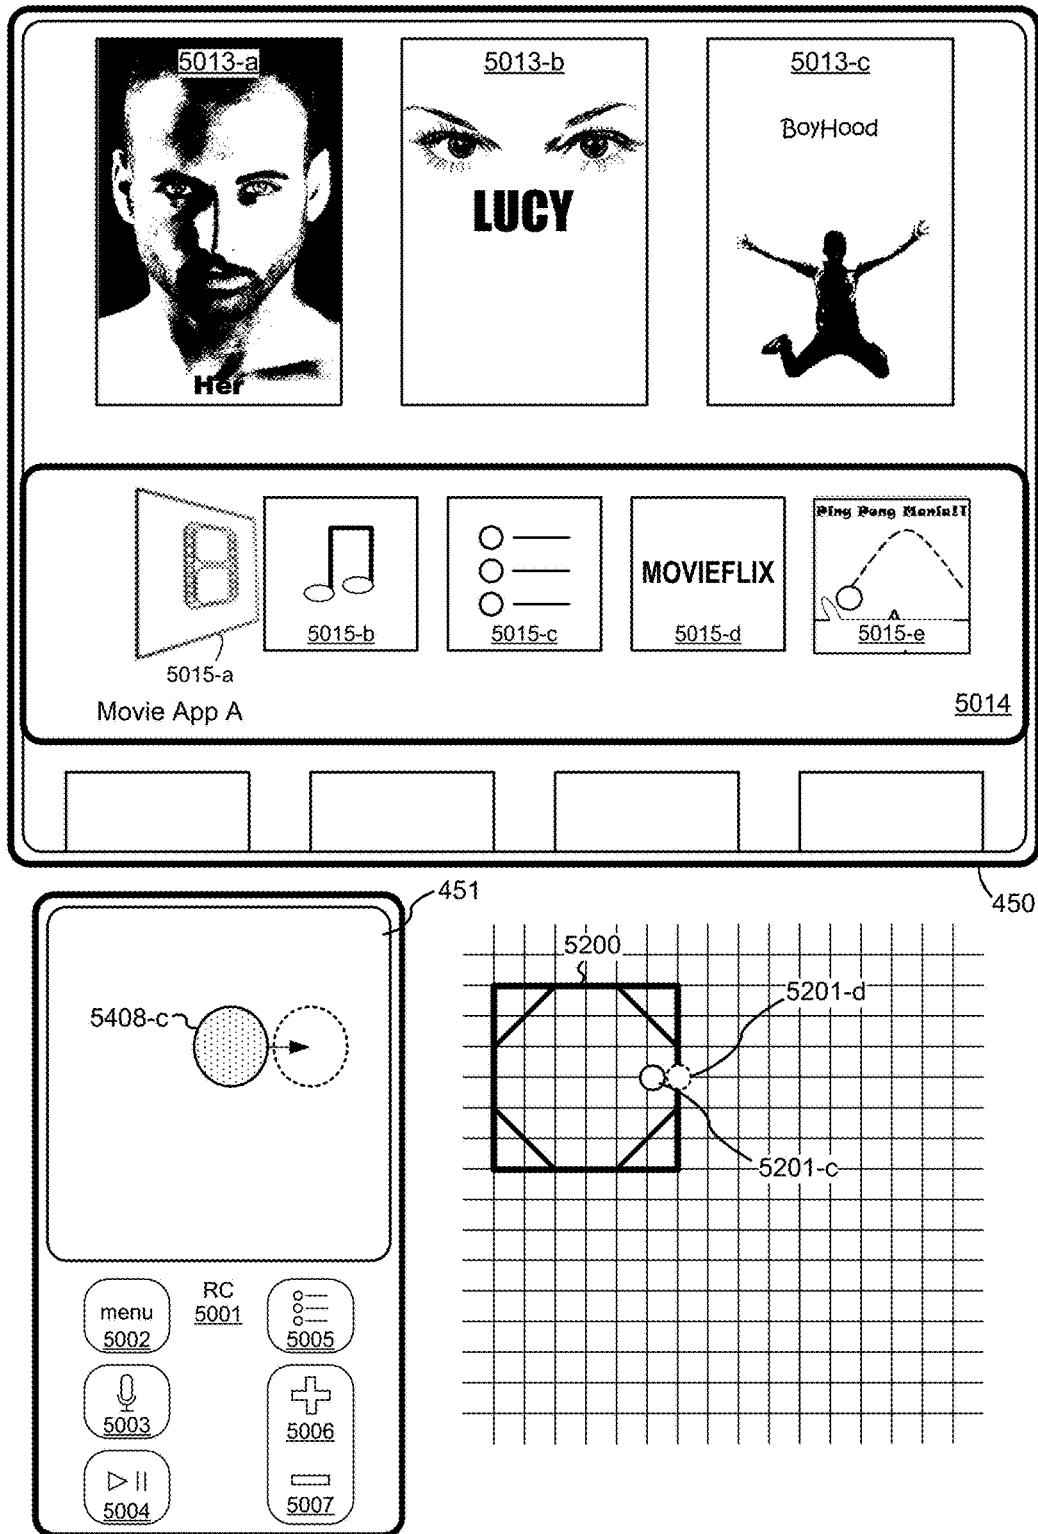 5013-a
5013-b
5013-c
BoyHood
LUCY
Her
Ping Pong Mania!!
MOVIEFLIX
5015-b
5015-c
5015-d
5015-e
5015-a
Movie App A
5014
450
451
5408-c
5200
5201-d
5201-c
RC
5001
menu
5002
5005
5003
5006
5004
5007